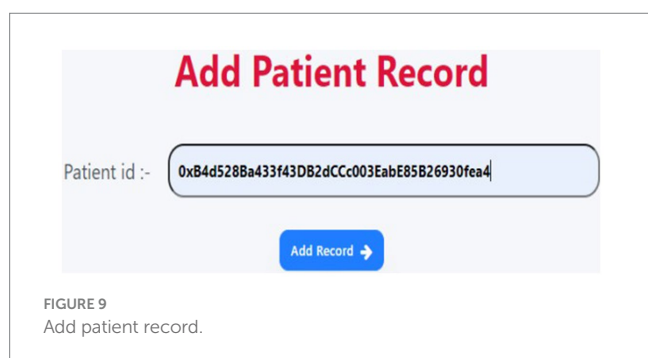 Add Patient Record
Patient id :- 0xB4d528Ba433f43DB2dCCc003EabE85B26930fea4
Add Record
FIGURE 9
Add patient record.